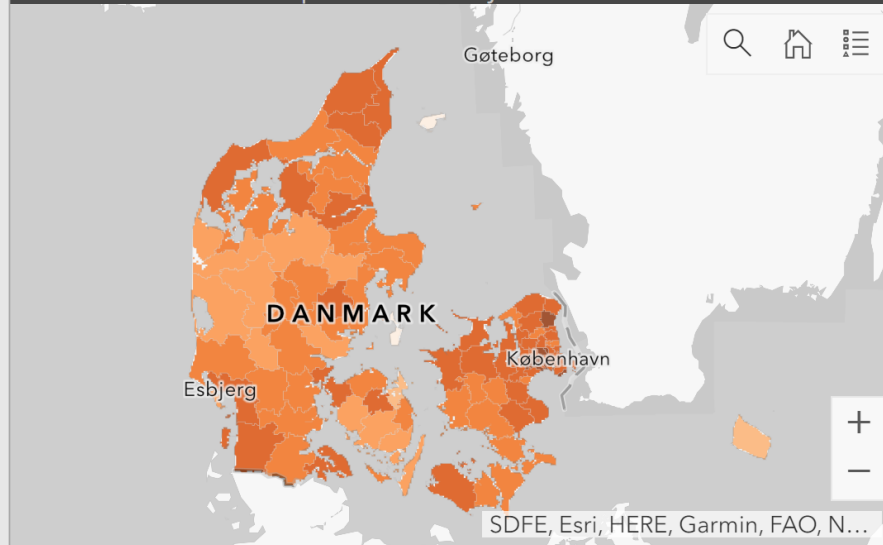 Gøteborg
DANMARK
København
Esbjerg
+
−
SDFE, Esri, HERE, Garmin, FAO, N...